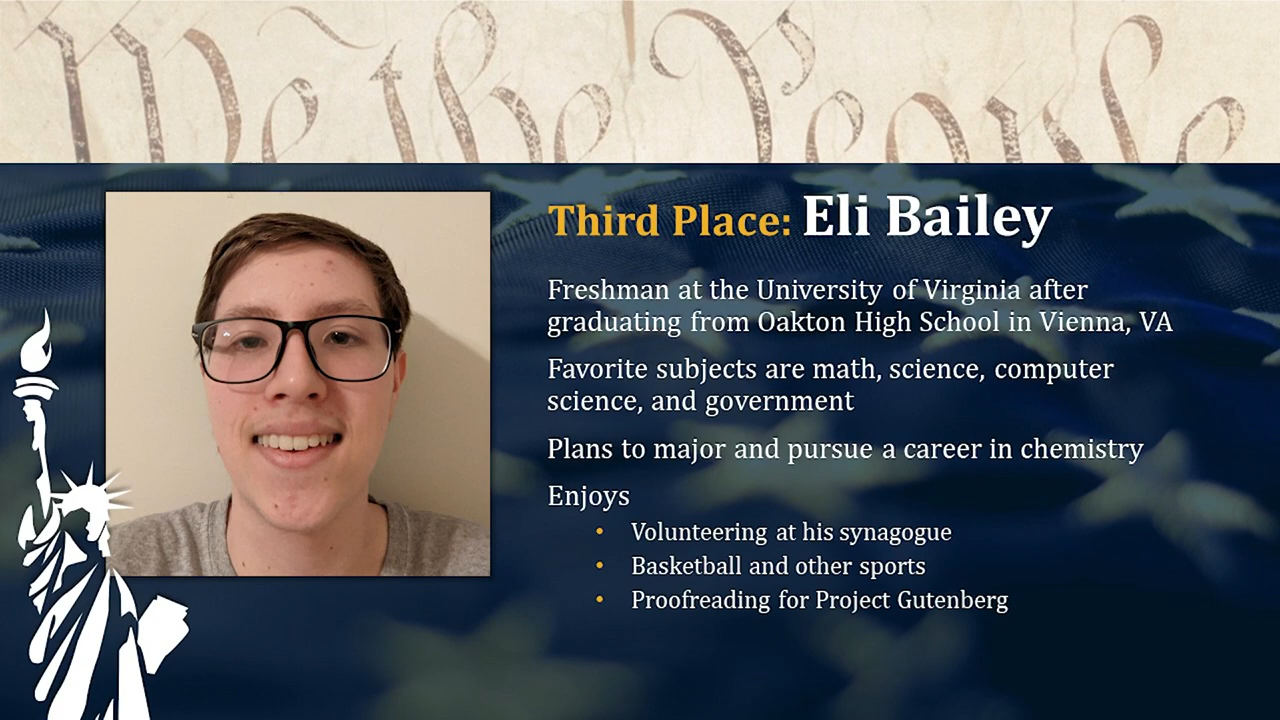 We the People
Third Place: Eli Bailey
Freshman at the University of Virginia after
graduating from Oakton High School in Vienna, VA
Favorite subjects are math, science, computer
science, and government
Plans to major and pursue a career in chemistry
Enjoys
• Volunteering at his synagogue
• Basketball and other sports
• Proofreading for Project Gutenberg